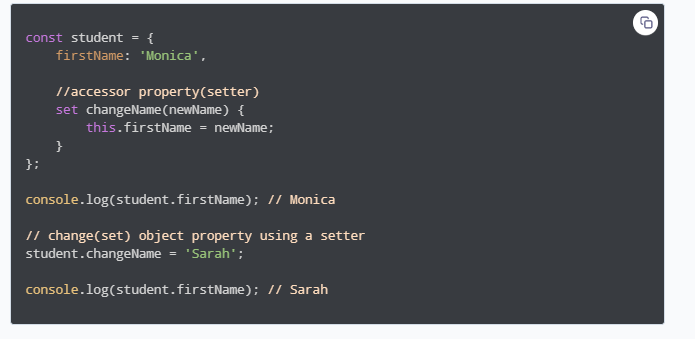 const student = {
    firstName: 'Monica',
    //accessor property(setter)
    set changeName(newName) {
        this.firstName = newName;
    }
};
console.log(student.firstName); // Monica
// change(set) object property using a setter
student.changeName = 'Sarah';
console.log(student.firstName); // Sarah